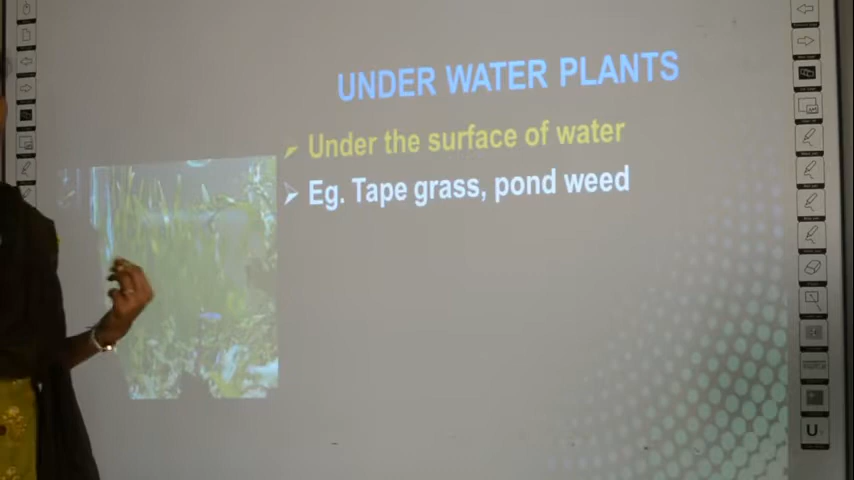 UNDER WATER PLANTS
Under the surface of water
Eg. Tape grass, pond weed
U